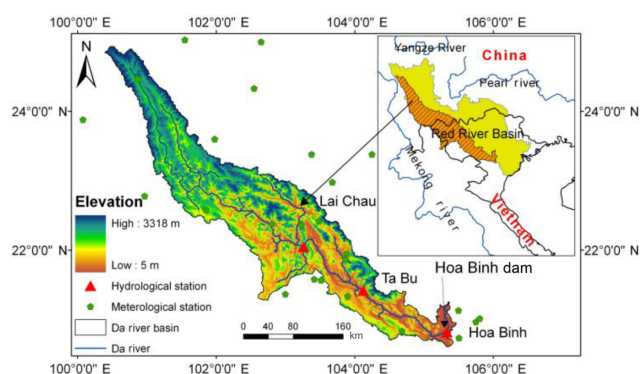 100°0'0" E
102°0'0" E
104°0'0" E
106°0'0" E
N
24°0'0" N
22°0'0" N
24°0'0" N
22°0'0" N
Yangze River
China
Pearl river
Red River Basin
Mekong river
Vietnam
Lai Chau
Ta Bu
Hoa Binh dam
Hoa Binh
Elevation
High : 3318 m
Low : 5 m
Hydrological station
Meterological station
Da river basin
Da river
0 40 80 160
km
100°0'0" E
102°0'0" E
104°0'0" E
106°0'0" E